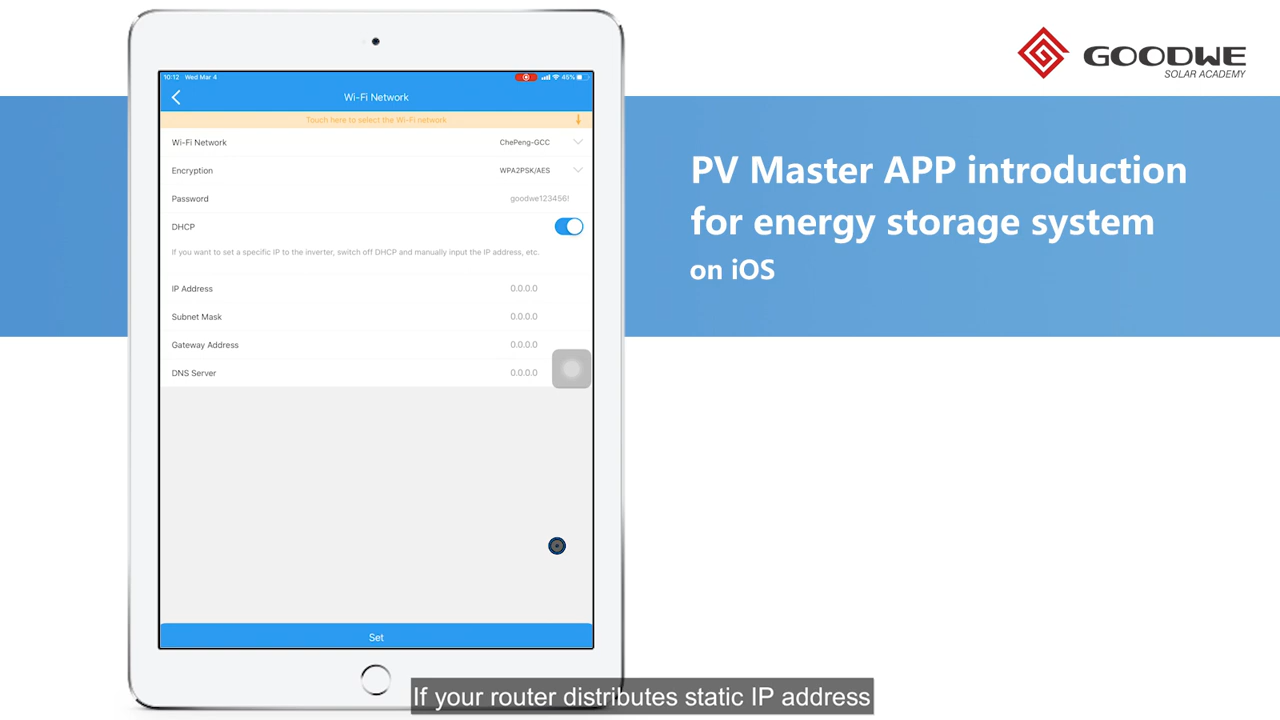 10:12 Wed Mar 4 45%
Wi-Fi Network
Touch here to select the Wi-Fi network
Wi-Fi Network ChePeng-GCC
Encryption WPA2PSK/AES
Password goodwe123456!
DHCP
If you want to set a specific IP to the inverter, switch off DHCP and manually input the IP address, etc.
IP Address 0.0.0.0
Subnet Mask 0.0.0.0
Gateway Address 0.0.0.0
DNS Server 0.0.0.0
Set
GOODWE
SOLAR ACADEMY
PV Master APP introduction
for energy storage system
on iOS
If your router distributes static IP address